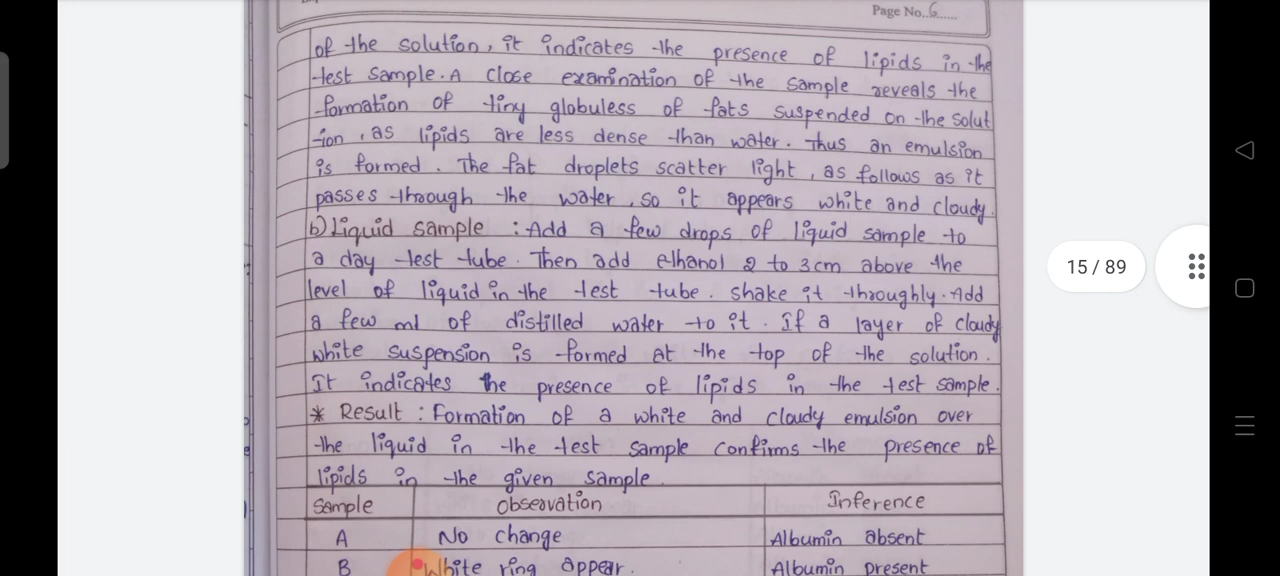 Page No..6......
of the solution, it indicates the presence of lipids in the
test sample. A close examination of the sample reveals the
formation of tiny globuless of fats suspended on the solut
-ion, as lipids are less dense than water. Thus an emulsion
is formed. The fat droplets scatter light, as follows as it
passes through the water, so it appears white and cloudy.
b) Liquid sample : Add a few drops of liquid sample to
a day test tube. Then add ethanol 2 to 3cm above the
level of liquid in the test tube. shake it throughly. Add
a few ml of distilled water to it. If a layer of cloudy
white suspension is formed at the top of the solution.
It indicates the presence of lipids in the test sample.
* Result : Formation of a white and cloudy emulsion over
the liquid in the test sample confirms the presence of
lipids in the given sample.
Sample Observation Inference
A No change Albumin absent
B White ring appear. Albumin present
15 / 89